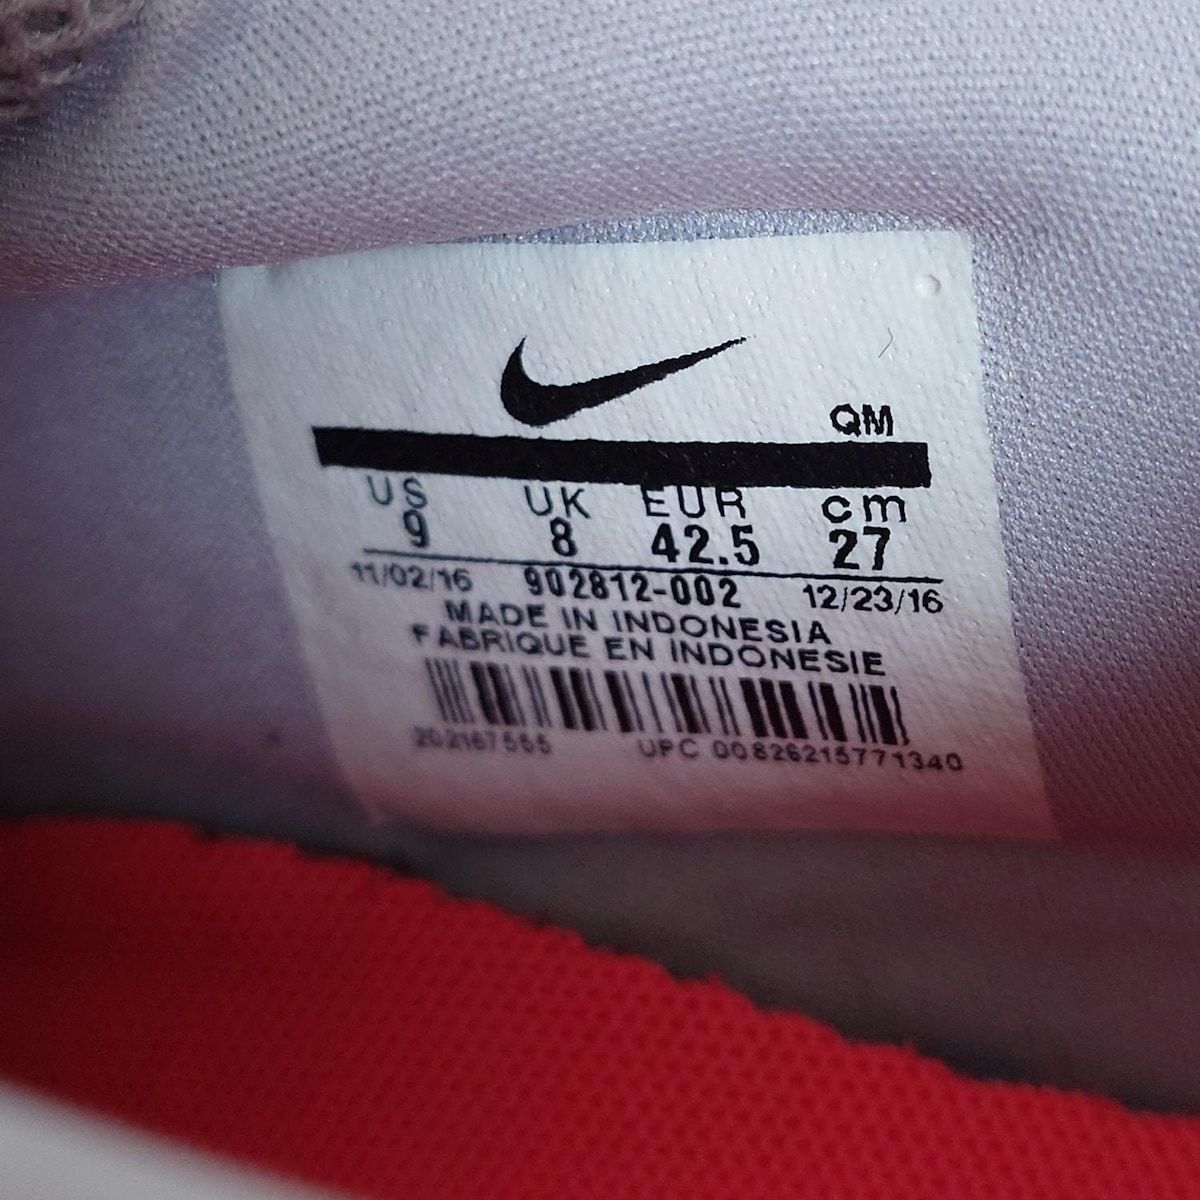 QM
US UK EUR cm
9 8 42.5 27
11/02/16 902812-002 12/23/16
MADE IN INDONESIA
FABRIQUE EN INDONESIE
202167555 UPC 00826215771340